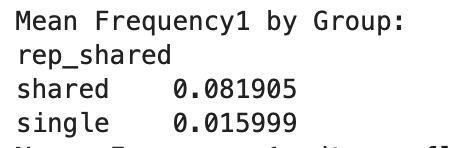 Mean Frequency1 by Group:
rep_shared
shared    0.081905
single    0.015999